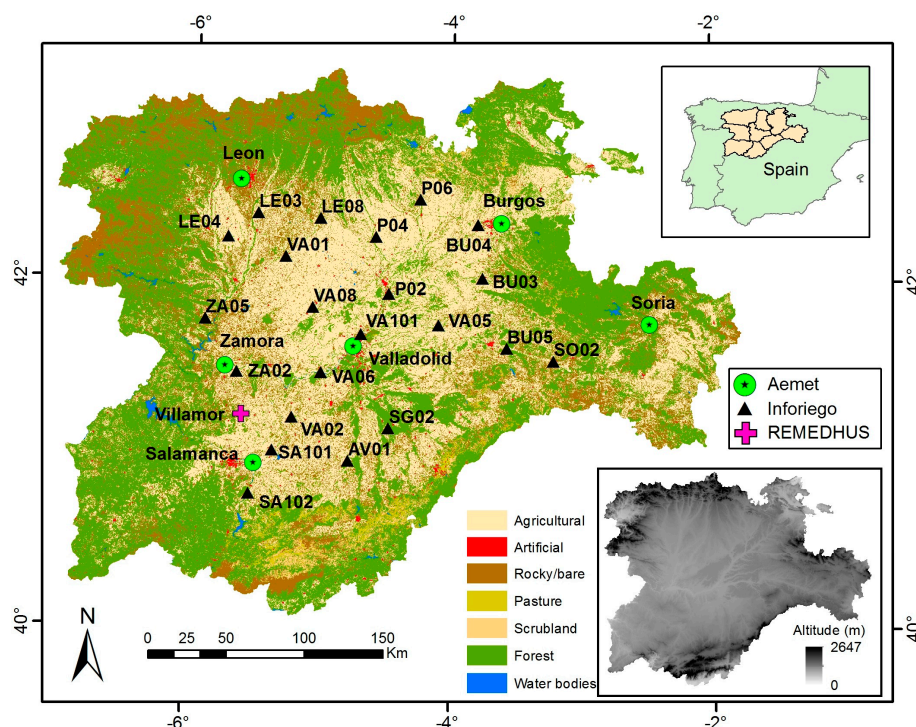 -6°
-4°
-2°
Leon
P06
Burgos
LE03
LE08
LE04
P04
BU04
Spain
VA01
42°
42°
P02
BU03
ZA05
VA08
VA101
VA05
Soria
Zamora
Valladolid
BU05
SO02
ZA02
VA06
Aemet
Villamor
Inforiego
VA02
SG02
REMEDHUS
Salamanca
SA101
AV01
SA102
Agricultural
Artificial
Rocky/bare
Pasture
Scrubland
Forest
Water bodies
Altitude (m)
2647
0
N
40°
40°
0 25 50 100 150
Km
-6°
-4°
-2°